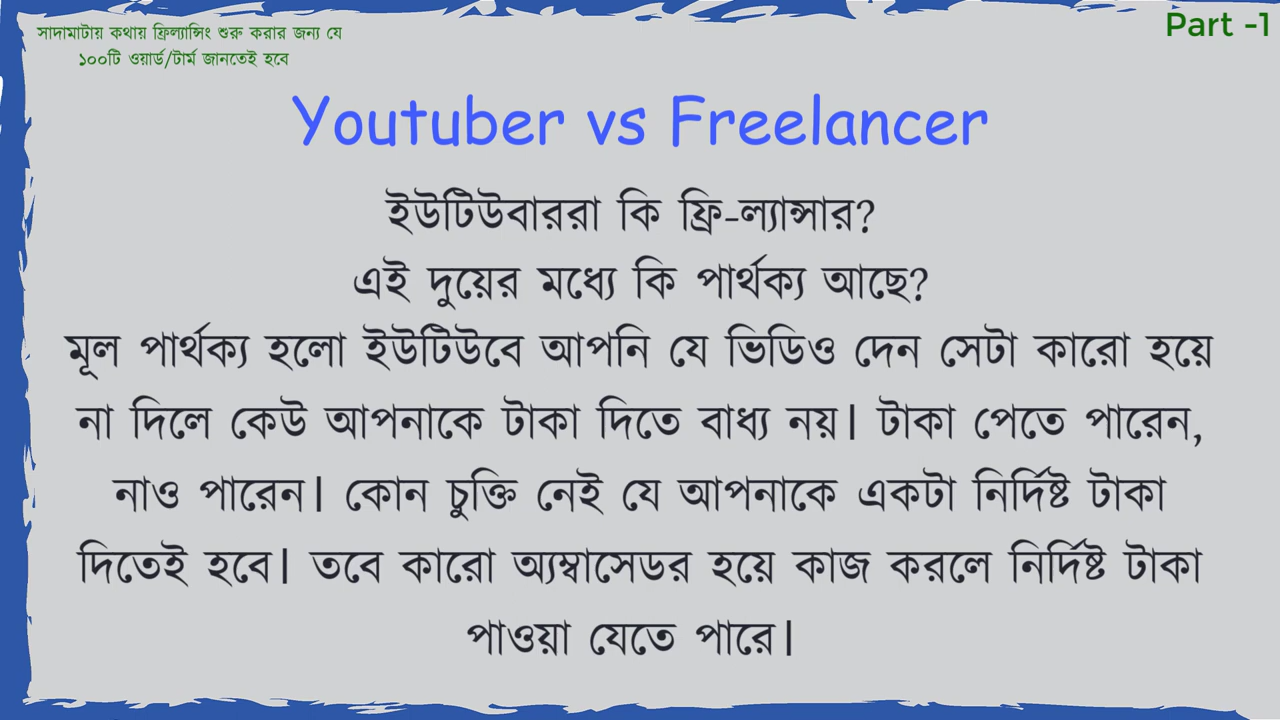 সাদামাটায় কথায় ফ্রিল্যান্সিং শুরু করার জন্য যে
১০০টি ওয়ার্ড/টার্ম জানতেই হবে
Part -1
Youtuber vs Freelancer
ইউটিউবাররা কি ফ্রি-ল্যান্সার?
এই দুয়ের মধ্যে কি পার্থক্য আছে?
মূল পার্থক্য হলো ইউটিউবে আপনি যে ভিডিও দেন সেটা কারো হয়ে
না দিলে কেউ আপনাকে টাকা দিতে বাধ্য নয়। টাকা পেতে পারেন,
নাও পারেন। কোন চুক্তি নেই যে আপনাকে একটা নির্দিষ্ট টাকা
দিতেই হবে। তবে কারো অ্যম্বাসেডর হয়ে কাজ করলে নির্দিষ্ট টাকা
পাওয়া যেতে পারে।